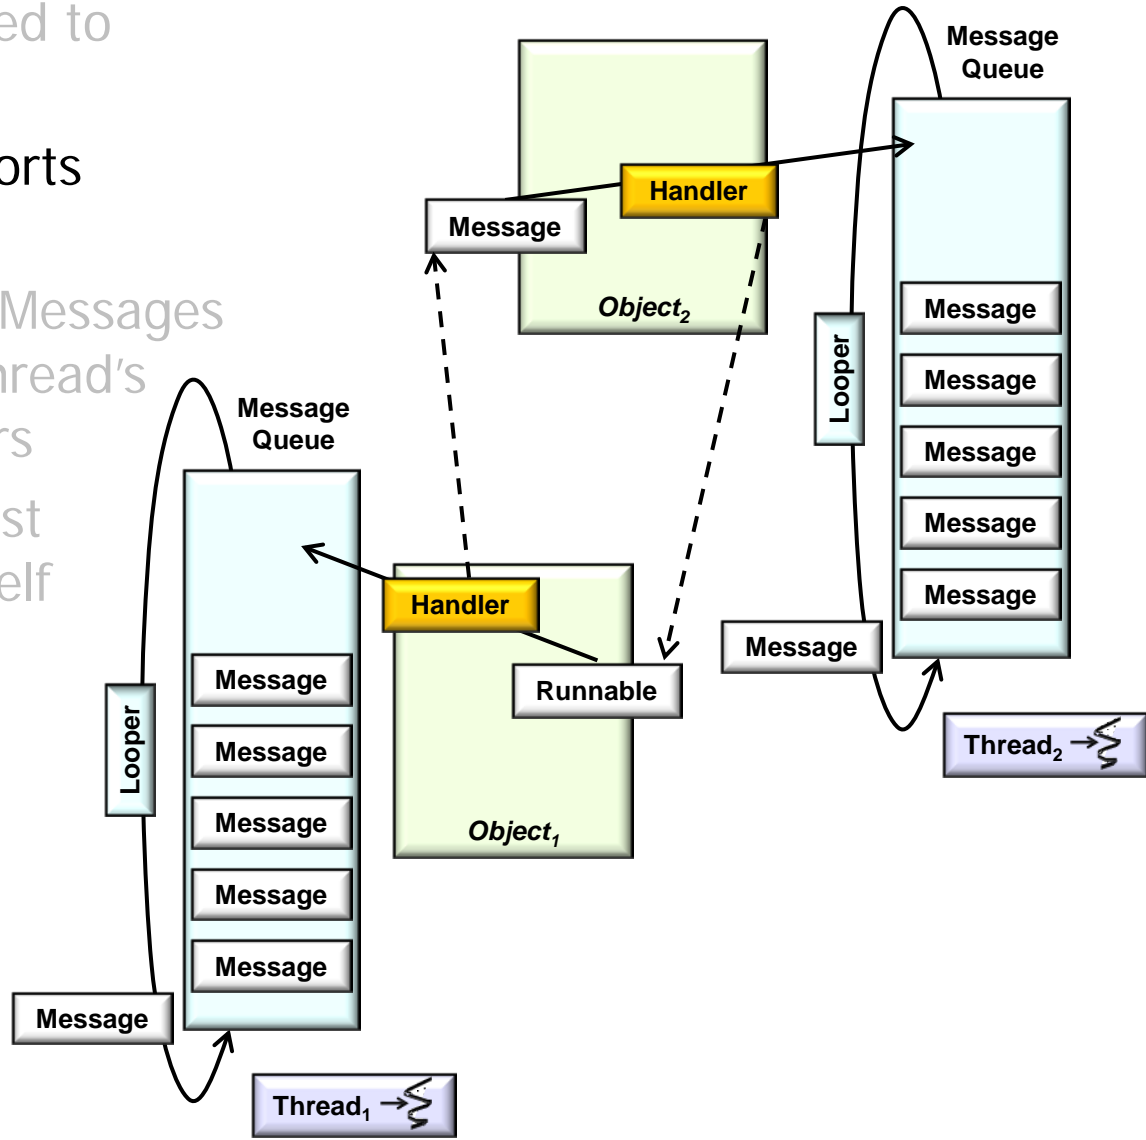 ed to
orts
Messages
nread's
rs
st
elf
Message
Queue
Handler
Message
Object2
Looper
Message
Message
Message
Message
Message
Message
Thread2
Message
Queue
Handler
Runnable
Object1
Looper
Message
Message
Message
Message
Message
Message
Thread1